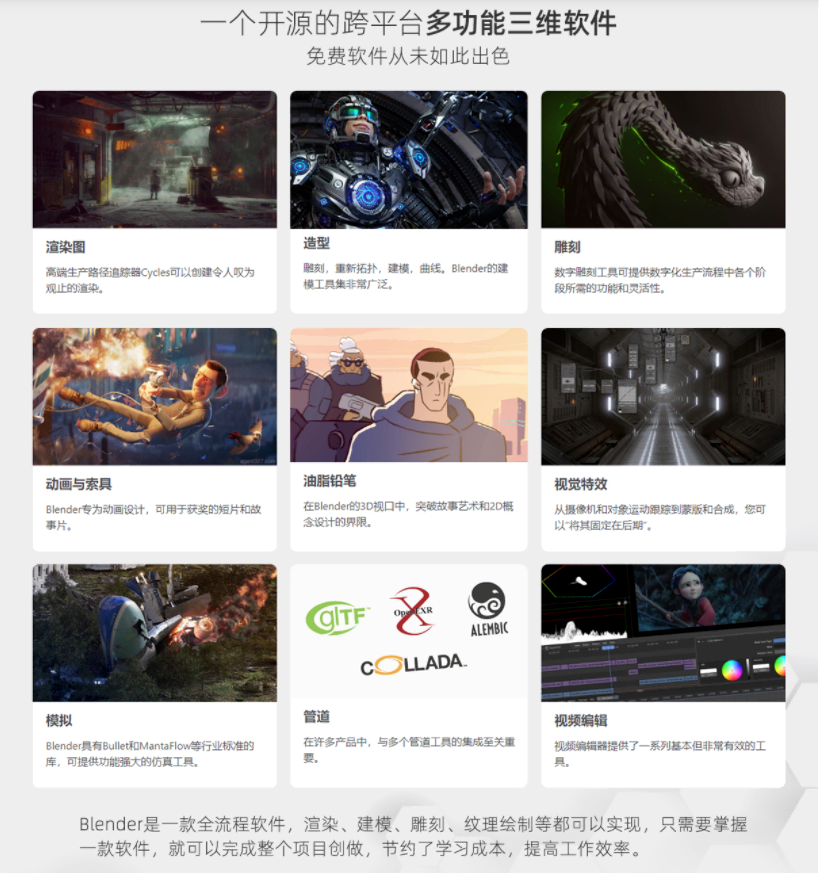 一个开源的跨平台多功能三维软件
免费软件从未如此出色
渲染图
高端生产路径追踪器Cycles可以创建令人叹为
观止的渲染。
造型
雕刻，重新拓扑，建模，曲线。Blender的建
模工具集非常广泛。
雕刻
数字雕刻工具可提供数字化生产流程中各个阶
段所需的功能和灵活性。
动画与索具
Blender专为动画设计，可用于获奖的短片和故
事片。
油脂铅笔
在Blender的3D视口中，突破故事艺术和2D概
念设计的界限。
视觉特效
从摄像机和对象运动跟踪到蒙版和合成，您可
以“将其固定在后期”。
模拟
Blender具有Bullet和MantaFlow等行业标准的
库，可提供功能强大的仿真工具。
glTF™
OpenEXR
ALEMBIC
COLLADA™
管道
在许多产品中，与多个管道工具的集成至关重
要。
视频编辑
视频编辑器提供了一系列基本但非常有效的工
具。
Blender是一款全流程软件，渲染、建模、雕刻、纹理绘制等都可以实现，只需要掌握
一款软件，就可以完成整个项目创做，节约了学习成本，提高工作效率。